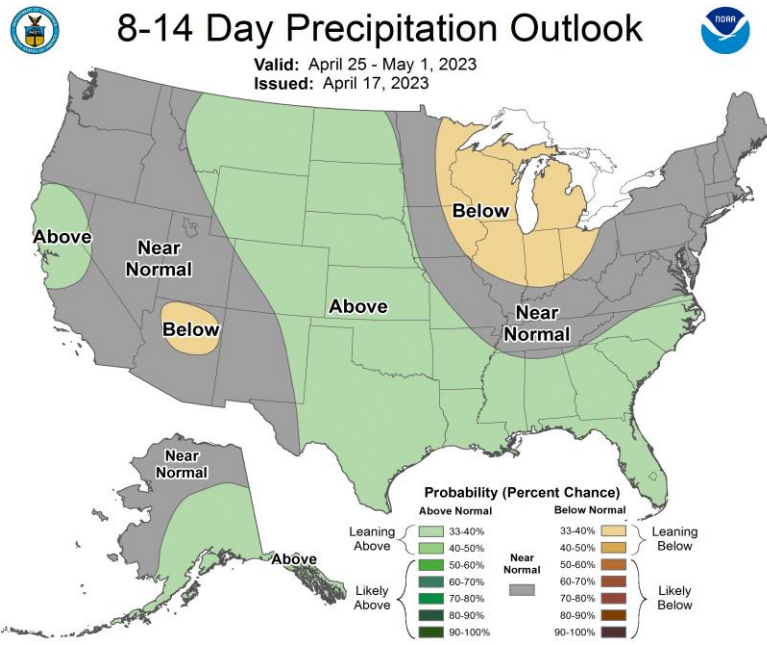 8-14 Day Precipitation Outlook
Valid: April 25 - May 1, 2023
Issued: April 17, 2023
NOAA
Above
Near
Normal
Below
Above
Below
Near
Normal
Near
Normal
Above
Probability (Percent Chance)
Above Normal
Below Normal
Leaning
Above
33-40%
40-50%
Likely
Above
50-60%
60-70%
70-80%
80-90%
90-100%
Near
Normal
33-40%
40-50%
Leaning
Below
50-60%
60-70%
70-80%
80-90%
90-100%
Likely
Below